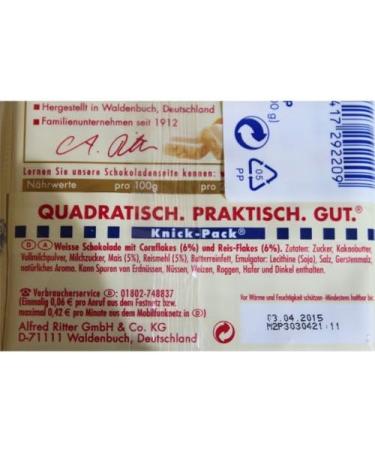 Hergestellt in Waldenbuch, Deutschland
Familienunternehmen seit 1912
Lernen Sie unsere Schokoladenseite kennen.
Nährwerte pro 100g pro
417 292209
05
PP
QUADRATISCH. PRAKTISCH. GUT.®
Knick-Pack®
D A Weisse Schokolade mit Cornflakes (6%) und Reis-Flakes (6%). Zutaten: Zucker, Kakaobutter,
Vollmilchpulver, Milchzucker, Mais (5%), Reismehl (5%), Butterreinfett, Emulgator: Lecithine (Soja), Salz, Gerstenmalz,
natürliches Aroma. Kann Spuren von Erdnüssen, Nüssen, Weizen, Roggen, Hafer und Dinkel enthalten.
Verbraucherservice D: 01802-748837
(Einmalig 0,06 € pro Anruf aus dem Festnetz bzw.
maximal 0,42 € pro Minute aus dem Mobilfunknetz in D)
Alfred Ritter GmbH & Co. KG
D-71111 Waldenbuch, Deutschland
Vor Wärme und Feuchtigkeit schützen - Mindestens haltbar bis:
03.04.2015
M2P3030421:11